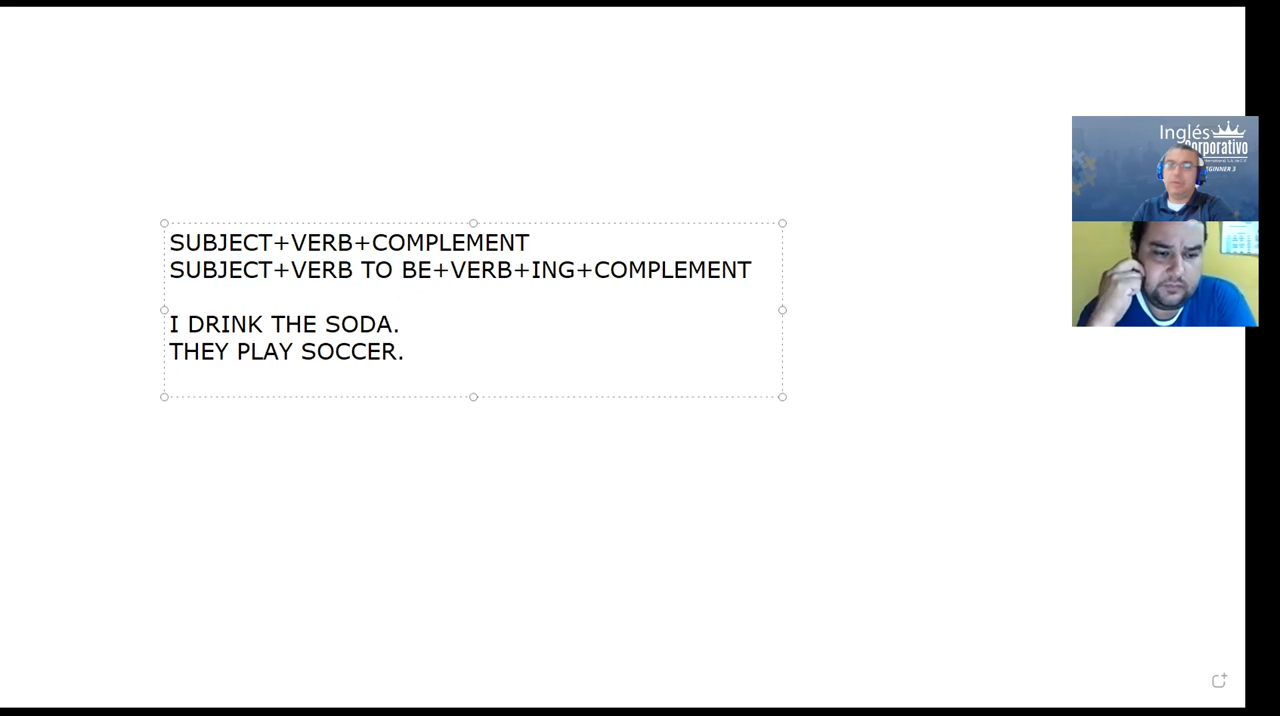 SUBJECT+VERB+COMPLEMENT
SUBJECT+VERB TO BE+VERB+ING+COMPLEMENT
I DRINK THE SODA.
THEY PLAY SOCCER.
Inglés
Corporativo